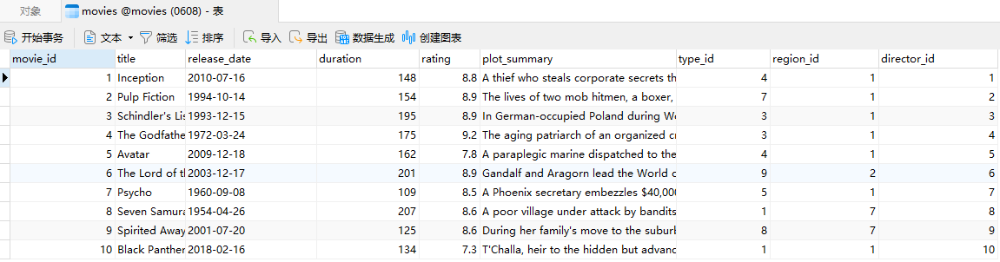 对象 movies @movies (0608) - 表
开始事务 文本 筛选 排序 导入 导出 数据生成 创建图表
movie_id title release_date duration rating plot_summary type_id region_id director_id
1 Inception 2010-07-16 148 8.8 A thief who steals corporate secrets th 4 1 1
2 Pulp Fiction 1994-10-14 154 8.9 The lives of two mob hitmen, a boxer, 7 1 2
3 Schindler's Lis 1993-12-15 195 8.9 In German-occupied Poland during Wo 3 1 3
4 The Godfathe 1972-03-24 175 9.2 The aging patriarch of an organized cr 3 1 4
5 Avatar 2009-12-18 162 7.8 A paraplegic marine dispatched to the 4 1 5
6 The Lord of th 2003-12-17 201 8.9 Gandalf and Aragorn lead the World o 9 2 6
7 Psycho 1960-09-08 109 8.5 A Phoenix secretary embezzles $40,000 5 1 7
8 Seven Samura 1954-04-26 207 8.6 A poor village under attack by bandits 1 7 8
9 Spirited Away 2001-07-20 125 8.6 During her family's move to the suburb 8 7 9
10 Black Panther 2018-02-16 134 7.3 T'Challa, heir to the hidden but advanc 1 1 10